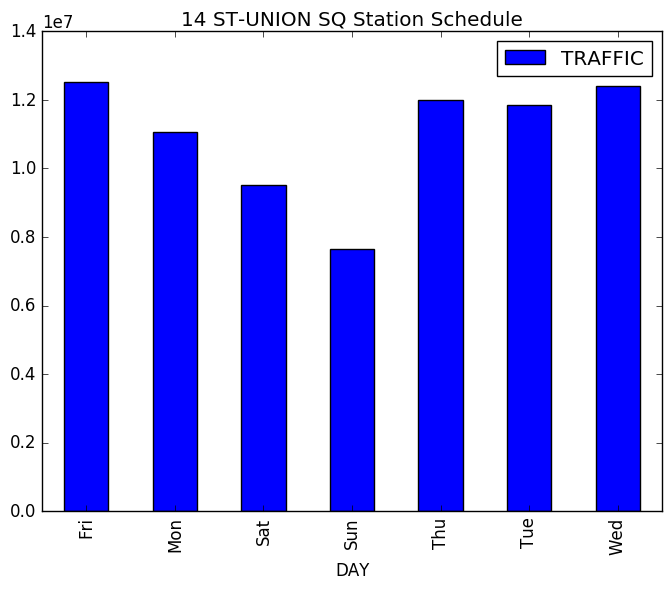 14 ST-UNION SQ Station Schedule
1e7
TRAFFIC
1.4
1.2
1.0
0.8
0.6
0.4
0.2
0.0
Fri Mon Sat Sun Thu Tue Wed
DAY